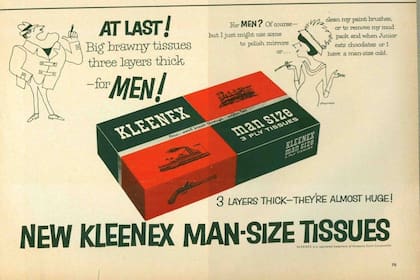 AT LAST!
Big brawny tissues
three layers thick
-for MEN!
For MEN? Of course—
but I just might use some
to polish mirrors
or...
clean my paint brushes,
or to remove my mud
pack and when Junior
eats chocolates or I
have a man-size cold.
KLEENEX
man size
3 PLY TISSUES
KLEENEX
man size
3 LAYERS THICK—THEY'RE ALMOST HUGE!
NEW KLEENEX MAN-SIZE TISSUES